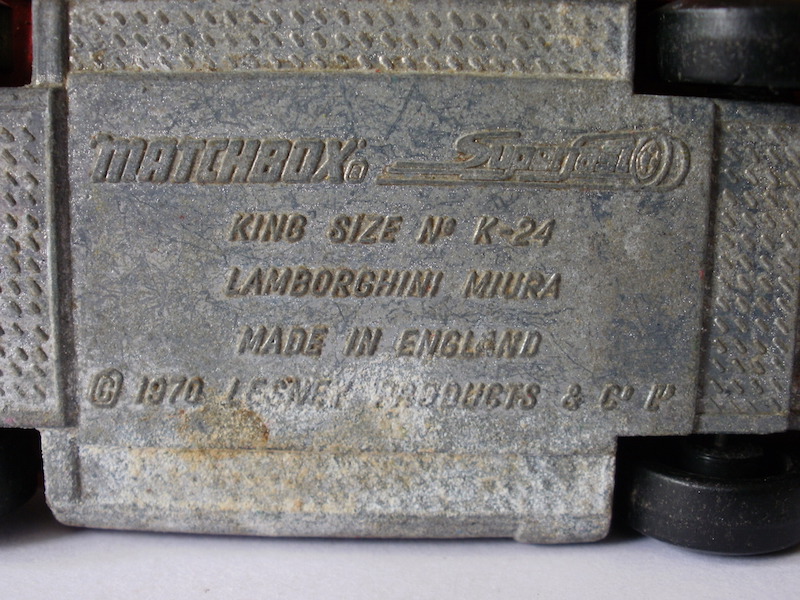 MATCHBOX® Superfast
KING SIZE Nº K-24
LAMBORGHINI MIURA
MADE IN ENGLAND
© 1970 LESNEY PRODUCTS & Cº Lᵗᵈ